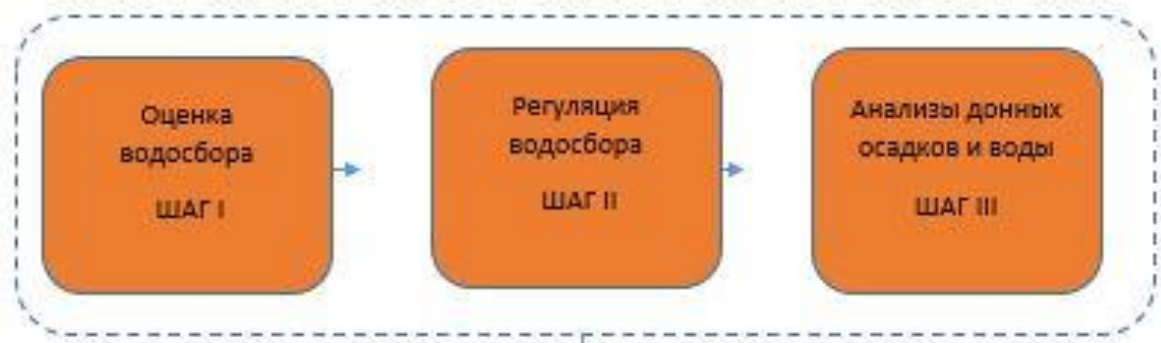 Оценка
водосбора
ШАГ I
Регуляция
водосбора
ШАГ II
Анализы донных
осадков и воды
ШАГ III